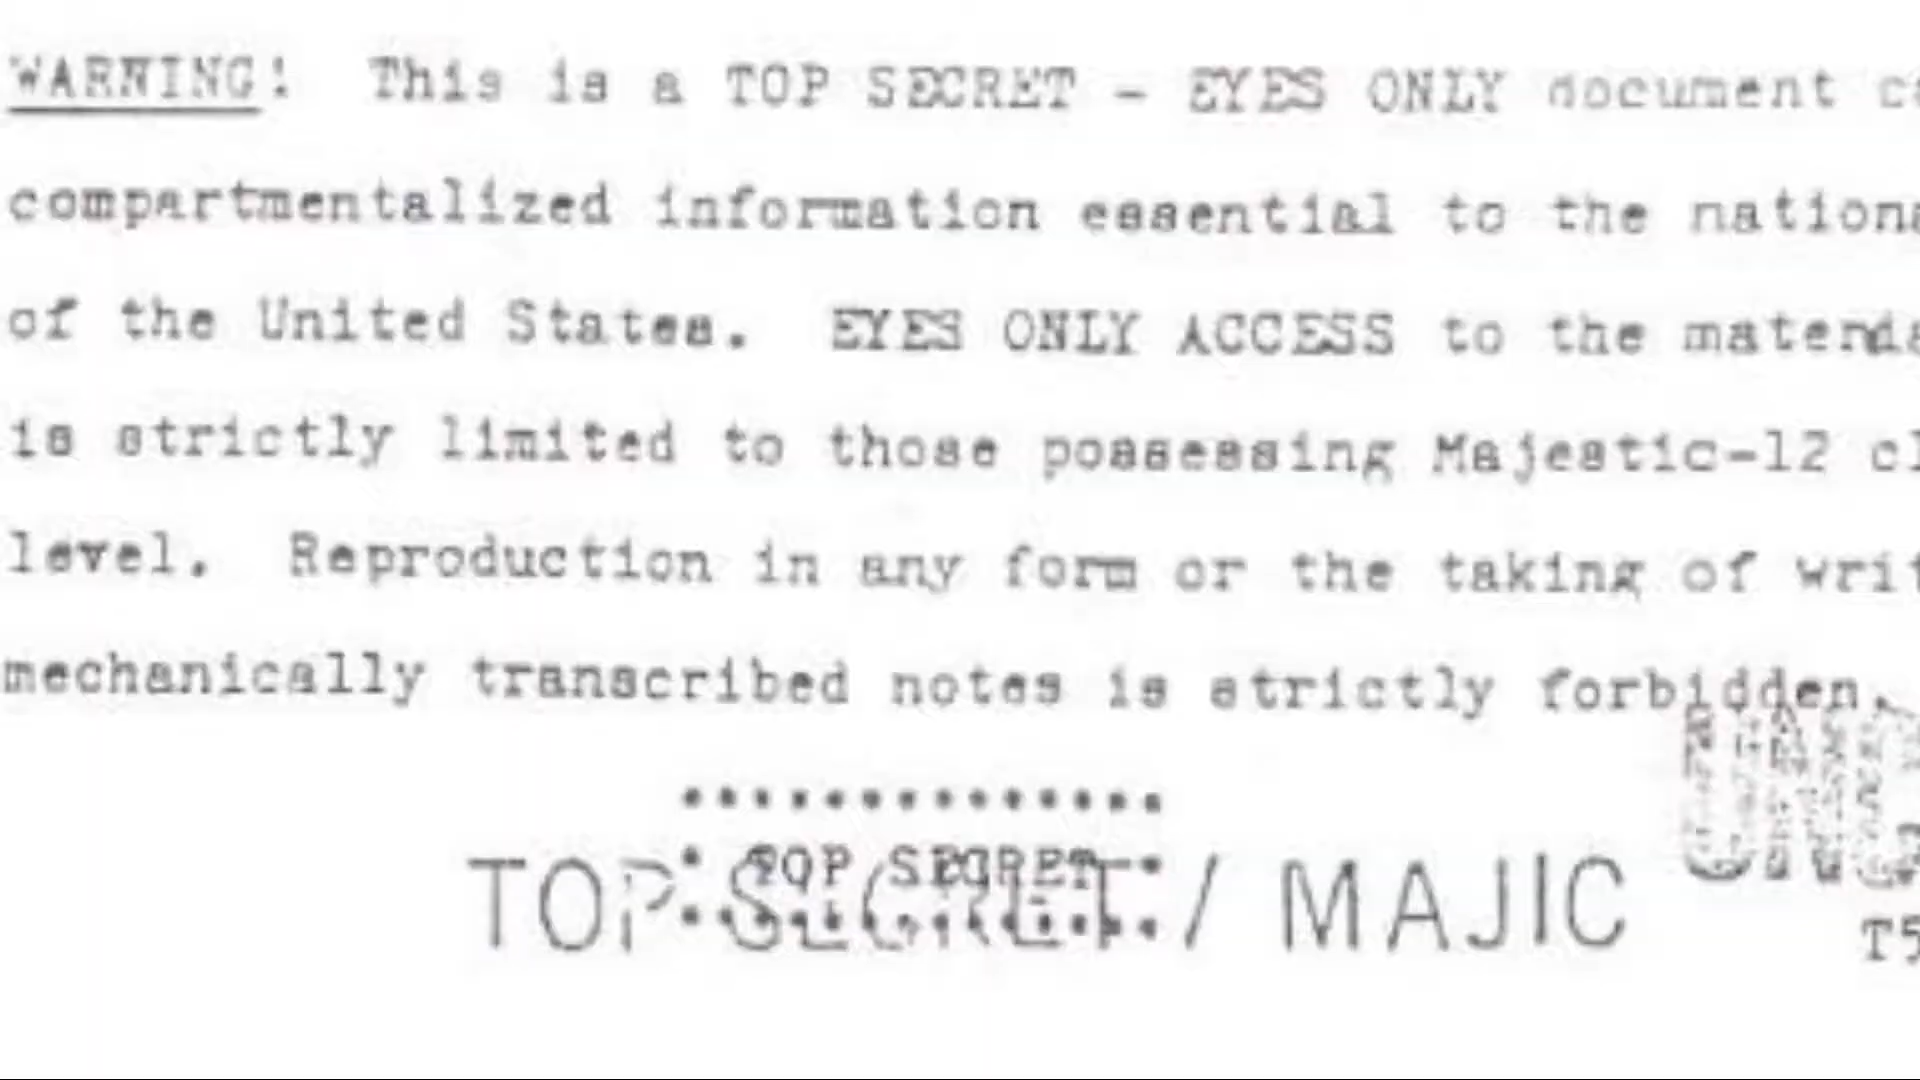 WARNING! This is a TOP SECRET - EYES ONLY document
compartmentalized information essential to the
of the United States. EYES ONLY ACCESS to the
is strictly limited to those possessing Majestic-12
level. Reproduction in any form or the taking of
mechanically transcribed notes is strictly forbidden.
TOP SECRET
TOP SECRET / MAJIC